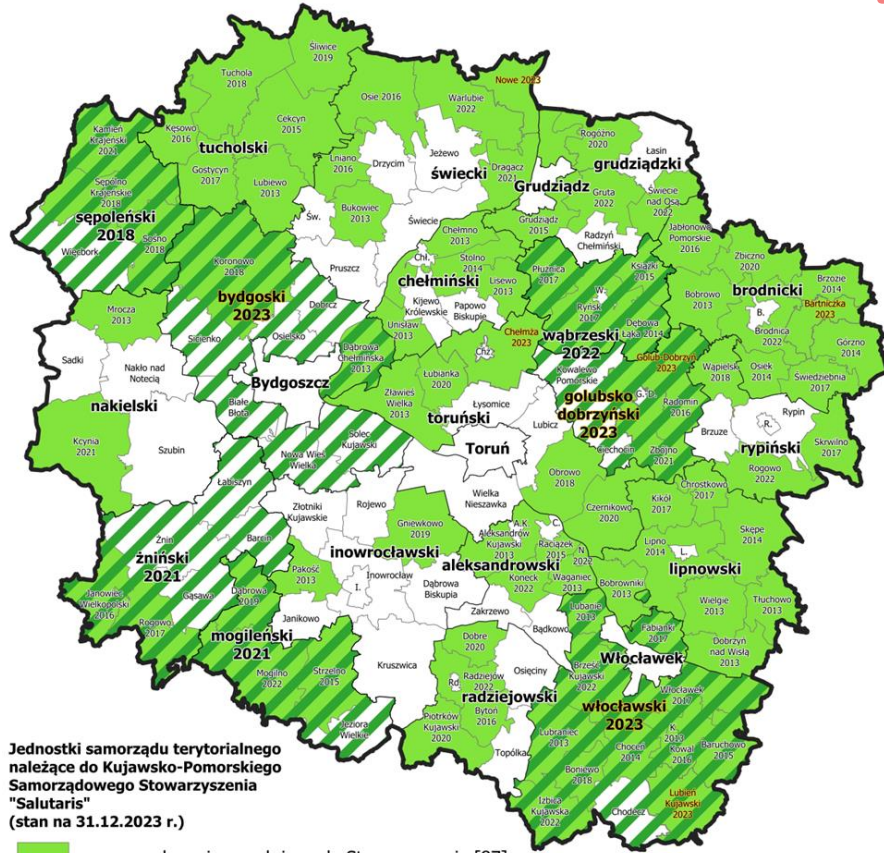 Śliwice
2019
Tuchola
2018
Nowe 2023
Osie 2016
Warlubie
2022
Cekcyn
2015
Kamień
Krajeński
2021
Kęsowo
2016
tucholski
Rogóźno
2020
Łasin
Jeżewo
Drzycim
Lniano
2016
Dragacz
2021
grudziądzki
świecki
Gostycyn
2017
Lubiewo
2013
Grudziądz
Gruta
2022
Świecie
nad Osą
2022
Sępolno
Krajeńskie
2018
Bukowiec
2013
Św.
Świecie
Grudziądz
2015
sępoleński
2018
Sośno
2018
Więcbork
Chełmno
2013
Radzyń
Chełmiński
Jabłonowo
Pomorskie
2016
Koronowo
2018
Pruszcz
Chł.
Stolno
2014
Płużnica
2017
Książki
2015
Zbiczno
2020
Brzozie
2014
chełmiński
Lisewo
2013
brodnicki
bydgoski
2023
Dobrcz
Kijewo
Królewskie
Papowo
Biskupie
W.
Ryńsk
2017
Bobrowo
2013
Bartniczka
2023
B.
Mrocza
2013
Unisław
2013
Dębowa
Łąka 2014
Brodnica
2022
Sicienko
Osielsko
Chełmża
2023
wąbrzeski
2022
Górzno
2014
Dąbrowa
Chełmińska
2013
Chż.
Golub-Dobrzyń
2023
Sadki
Nakło nad
Notecią
Kowalewo
Pomorskie
Wąpielsk
2018
Osiek
2014
Świedziebnia
2017
Bydgoszcz
Łubianka
2020
G.-D.
nakielski
Białe
Błota
Zławieś
Wielka
2013
Łysomice
golubsko
dobrzyński
2023
Radomin
2016
Rypin
toruński
Lubicz
R.
Brzuze
Kcynia
2021
Szubin
Solec
Kujawski
Toruń
rypiński
Skrwilno
2017
Nowa Wieś
Wielka
Ciechocin
Zbójno
2021
Rogowo
2022
Łabiszyn
Wielka
Nieszawka
Obrowo
2018
Chrostkowo
2017
Kikół
2017
Złotniki
Kujawskie
Rojewo
Czernikowo
2020
Gniewkowo
2019
A.K.
C.
Skępe
2014
Żnin
Barcin
Aleksandrów
Kujawski
2013
Raciążek
2015
N.
2022
Lipno
2014
L.
żniński
2021
inowrocławski
aleksandrowski
lipnowski
Pakość
2013
Inowrocław
Koneck
2022
Waganiec
2013
Bobrowniki
2013
Janowiec
Wielkopolski
2016
Gąsawa
Dąbrowa
2019
I.
Dąbrowa
Biskupia
Wielgie
2013
Tłuchowo
2013
Rogowo
2017
Zakrzewo
Lubanie
2013
Janikowo
Bądkowo
Fabianki
2017
mogileński
2021
Dobre
2020
Dobrzyń
nad Wisłą
2013
Kruszwica
Osięciny
Włocławek
Mogilno
2022
Strzelno
2015
Rd.
Radziejów
2022
Brześć
Kujawski
2022
radziejowski
Włocławek
2017
włocławski
2023
Jeziora
Wielkie
Piotrków
Kujawski
2020
Bytoń
2016
Lubraniec
2013
K.
2013
Kowal
2016
Baruchowo
2015
Choceń
2014
Topólka
Boniewo
2018
Izbica
Kujawska
2022
Chodecz
Lubień
Kujawski
2023
Jednostki samorządu terytorialnego
należące do Kujawsko-Pomorskiego
Samorządowego Stowarzyszenia
"Salutaris"
(stan na 31.12.2023 r.)